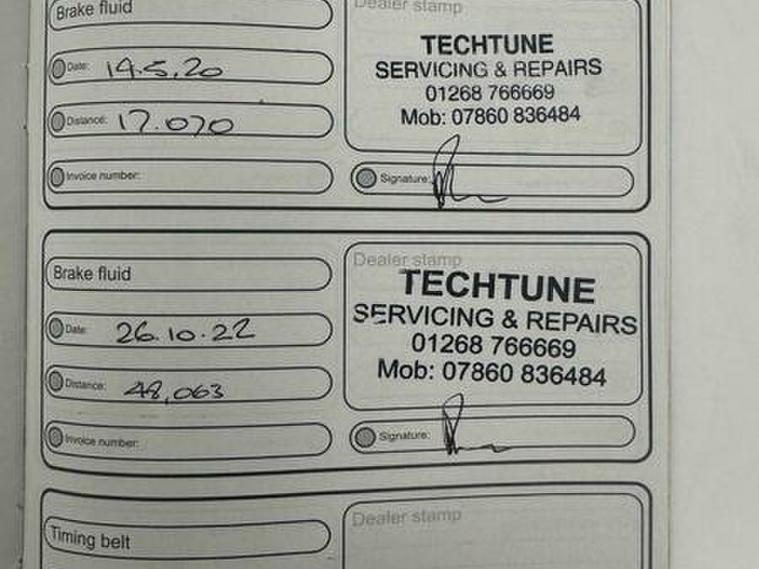 Brake fluid
Dealer stamp
Date: 19.5.20
Distance: 17.070
Invoice number:
TECHTUNE
SERVICING & REPAIRS
01268 766669
Mob: 07860 836484
Signature:
Brake fluid
Dealer stamp
Date: 26.10.22
Distance: 48,063
Invoice number:
TECHTUNE
SERVICING & REPAIRS
01268 766669
Mob: 07860 836484
Signature:
Timing belt
Dealer stamp